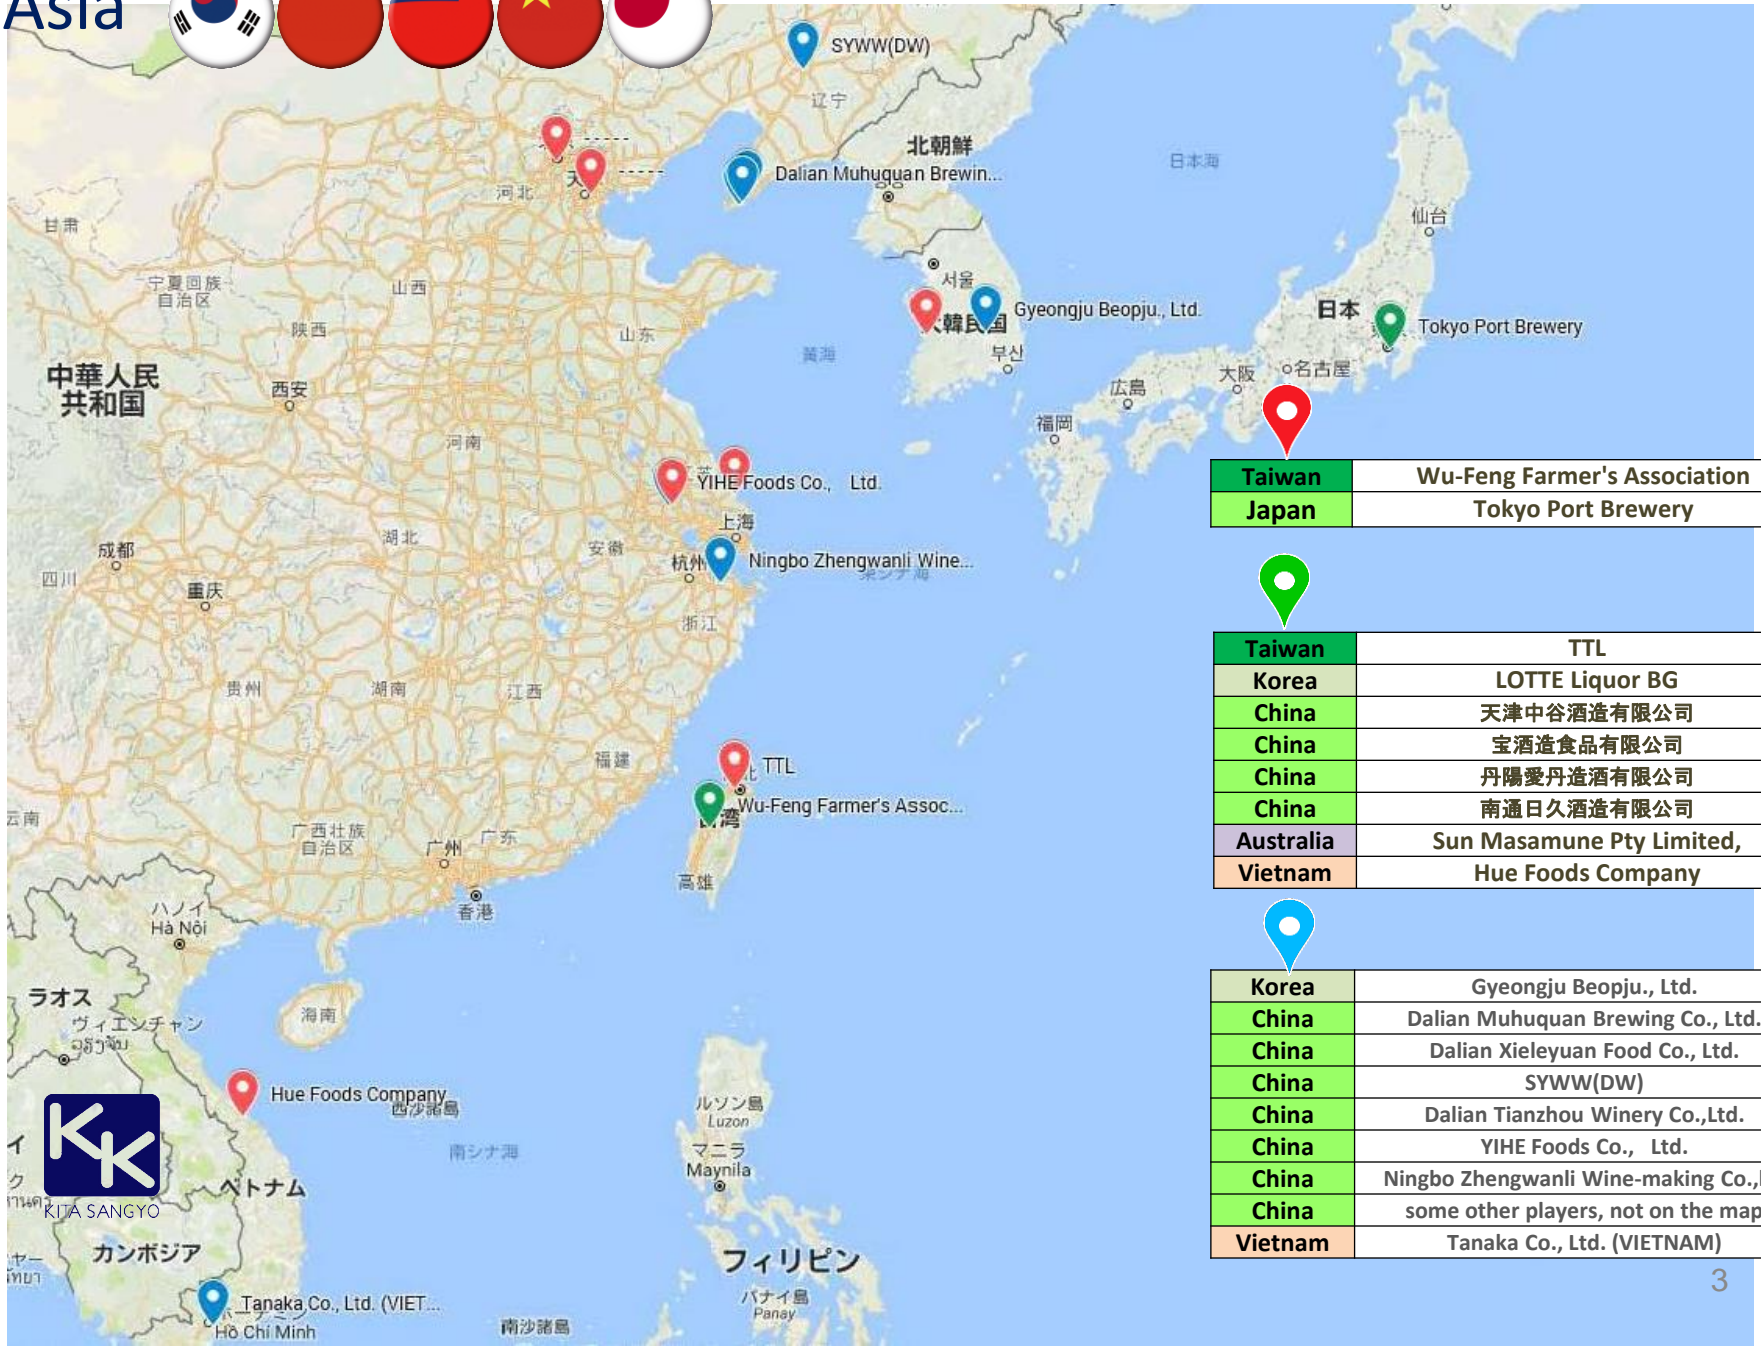 Asia
SYWW(DW)
辽宁
北朝鮮
日本海
Dalian Muhuquan Brewin...
河北
甘肃
仙台
宁夏回族
自治区
山西
서울
日本
Gyeongju Beopju., Ltd.
Tokyo Port Brewery
陕西
山东
韓民国
부산
黄海
中華人民
共和国
西安
大阪
名古屋
広島
福岡
河南
Taiwan Wu-Feng Farmer's Association
Japan Tokyo Port Brewery
YIHE Foods Co., Ltd.
上海
湖北
安徽
成都
四川
杭州
Ningbo Zhengwanli Wine...
東シナ海
重庆
浙江
Taiwan TTL
Korea LOTTE Liquor BG
China 天津中谷酒造有限公司
China 宝酒造食品有限公司
China 丹陽愛丹造酒有限公司
China 南通日久酒造有限公司
Australia Sun Masamune Pty Limited,
Vietnam Hue Foods Company
贵州
湖南
江西
福建
TTL
Wu-Feng Farmer's Assoc...
湾
云南
广西壮族
自治区
广东
广州
高雄
香港
ハノイ
Hà Nội
ラオス
ヴィエンチャン
海南
Korea Gyeongju Beopju., Ltd.
China Dalian Muhuquan Brewing Co., Ltd.
China Dalian Xieleyuan Food Co., Ltd.
China SYWW(DW)
China Dalian Tianzhou Winery Co.,Ltd.
China YIHE Foods Co., Ltd.
China Ningbo Zhengwanli Wine-making Co.,
China some other players, not on the map
Vietnam Tanaka Co., Ltd. (VIETNAM)
Hue Foods Company
西沙諸島
ルソン島
Luzon
南シナ海
マニラ
Maynila
KK
KITA SANGYO
ベトナム
カンボジア
フィリピン
パナイ島
Panay
Tanaka Co., Ltd. (VIET...
Hồ Chí Minh
南沙諸島
3